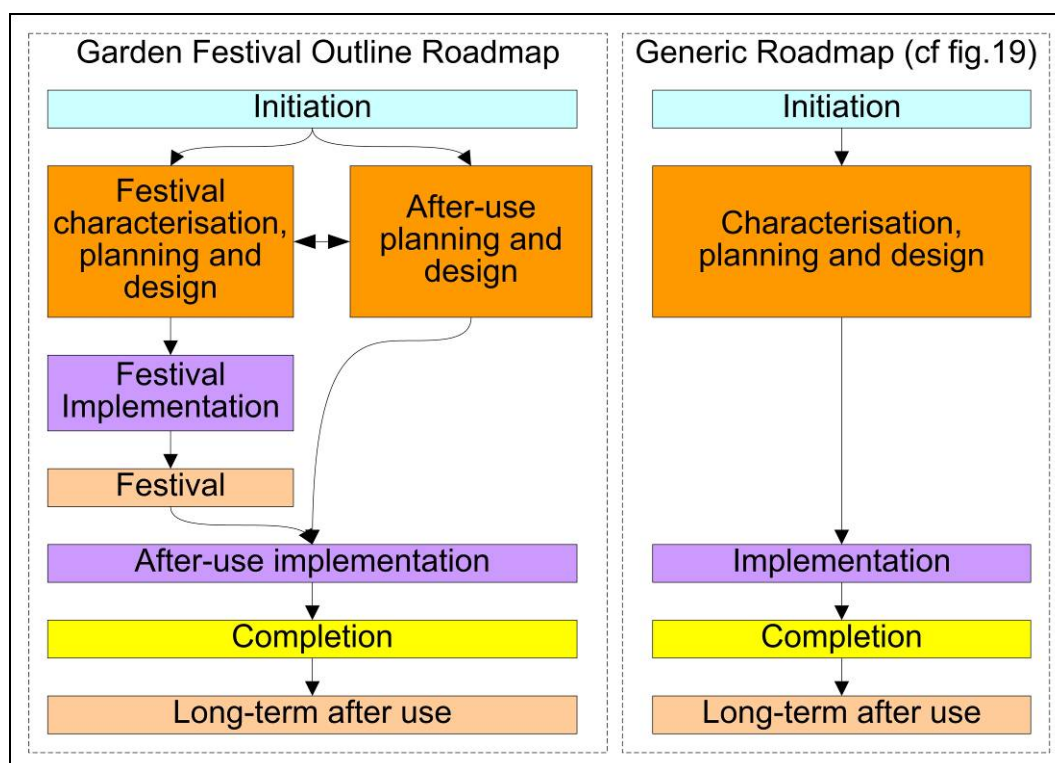 Garden Festival Outline Roadmap
Initiation
Festival
characterisation,
planning and
design
After-use
planning and
design
Festival
Implementation
Festival
After-use implementation
Completion
Long-term after use
Generic Roadmap (cf fig.19)
Initiation
Characterisation,
planning and design
Implementation
Completion
Long-term after use